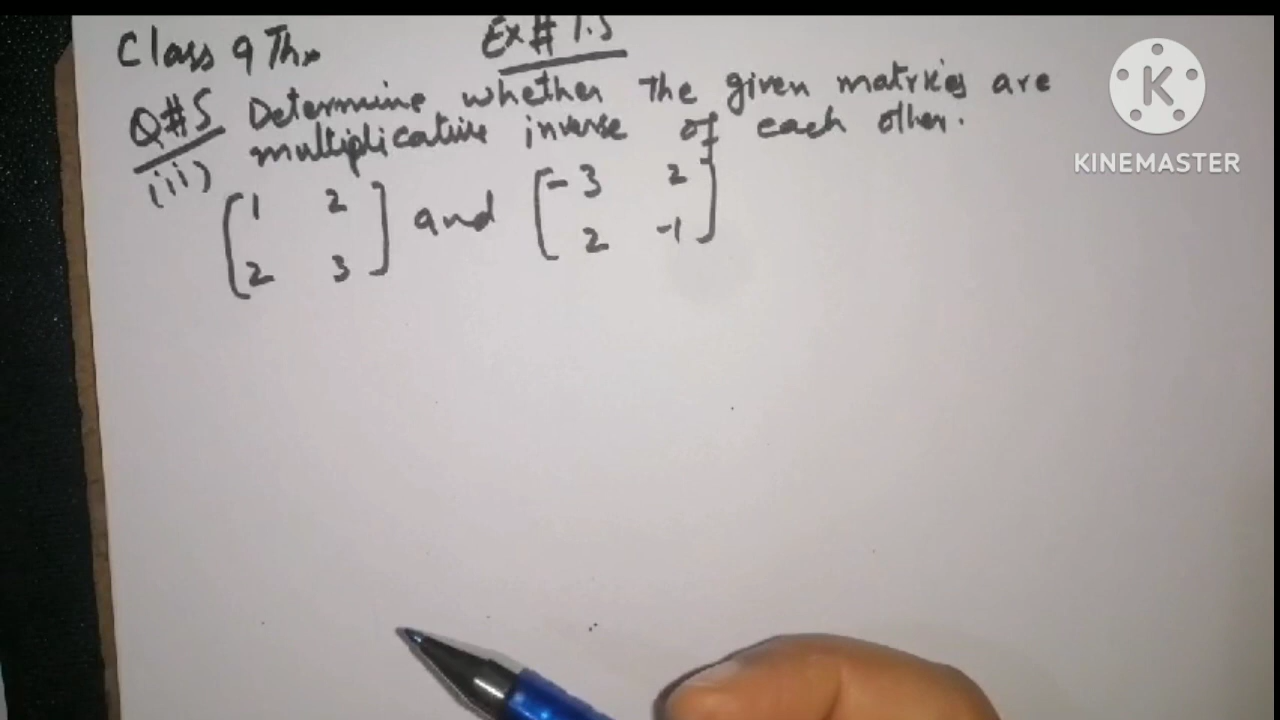 Class 9Th.
Ex# 1.5
Q#5 Determine whether The given matrices are
multiplicative inverse of each other.
(ii)
[1 2] and [-3 2]
[2 3] [2 -1]
K
KINEMASTER